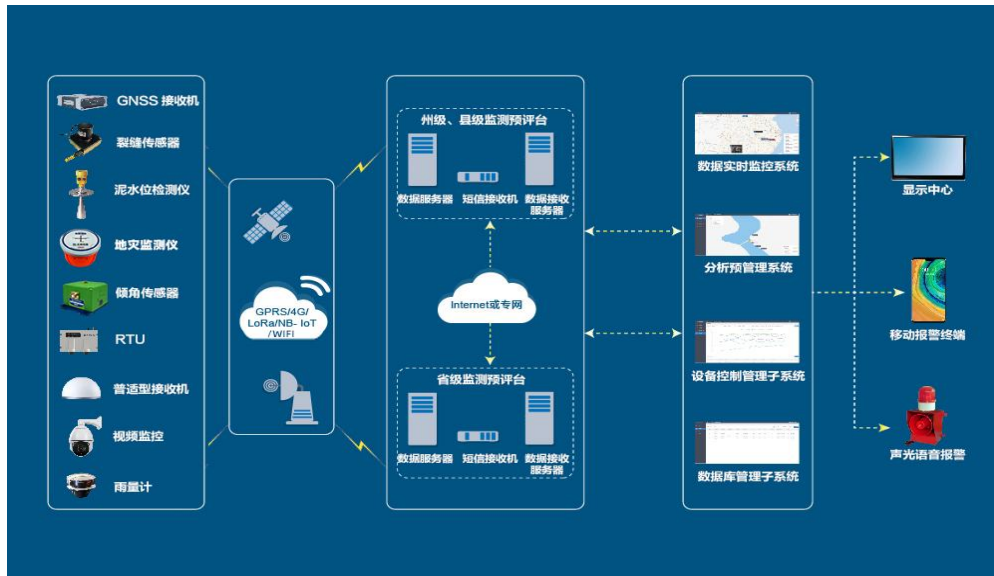 GNSS 接收机
裂缝传感器
泥水位检测仪
地灾监测仪
倾角传感器
RTU
普适型接收机
视频监控
雨量计
GPRS/4G/
LoRa/NB- IoT
/WIFI
州级、县级监测预评台
数据服务器
短信接收机
数据接收
服务器
Internet或专网
省级监测预评台
数据服务器
短信接收机
数据接收
服务器
数据实时监控系统
分析预管理系统
设备控制管理子系统
数据库管理子系统
显示中心
移动报警终端
声光语音报警